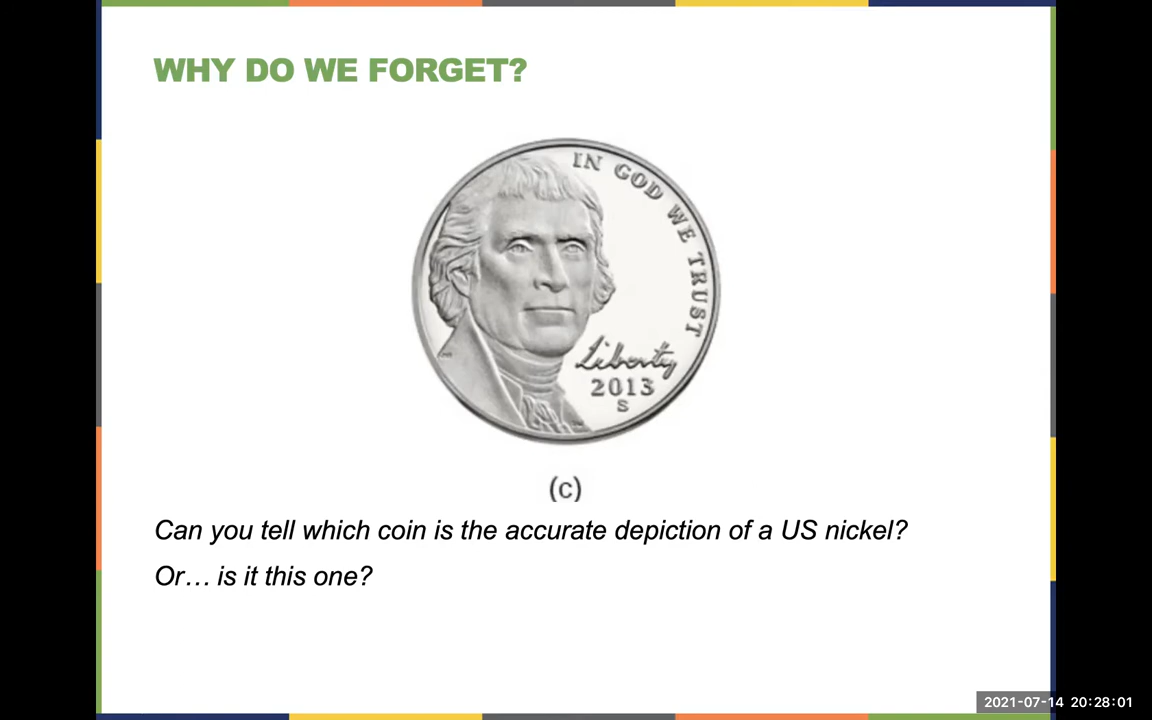 WHY DO WE FORGET?
IN GOD WE TRUST
Liberty
2013
S
(c)
Can you tell which coin is the accurate depiction of a US nickel?
Or… is it this one?
2021-07-14 20:28:01